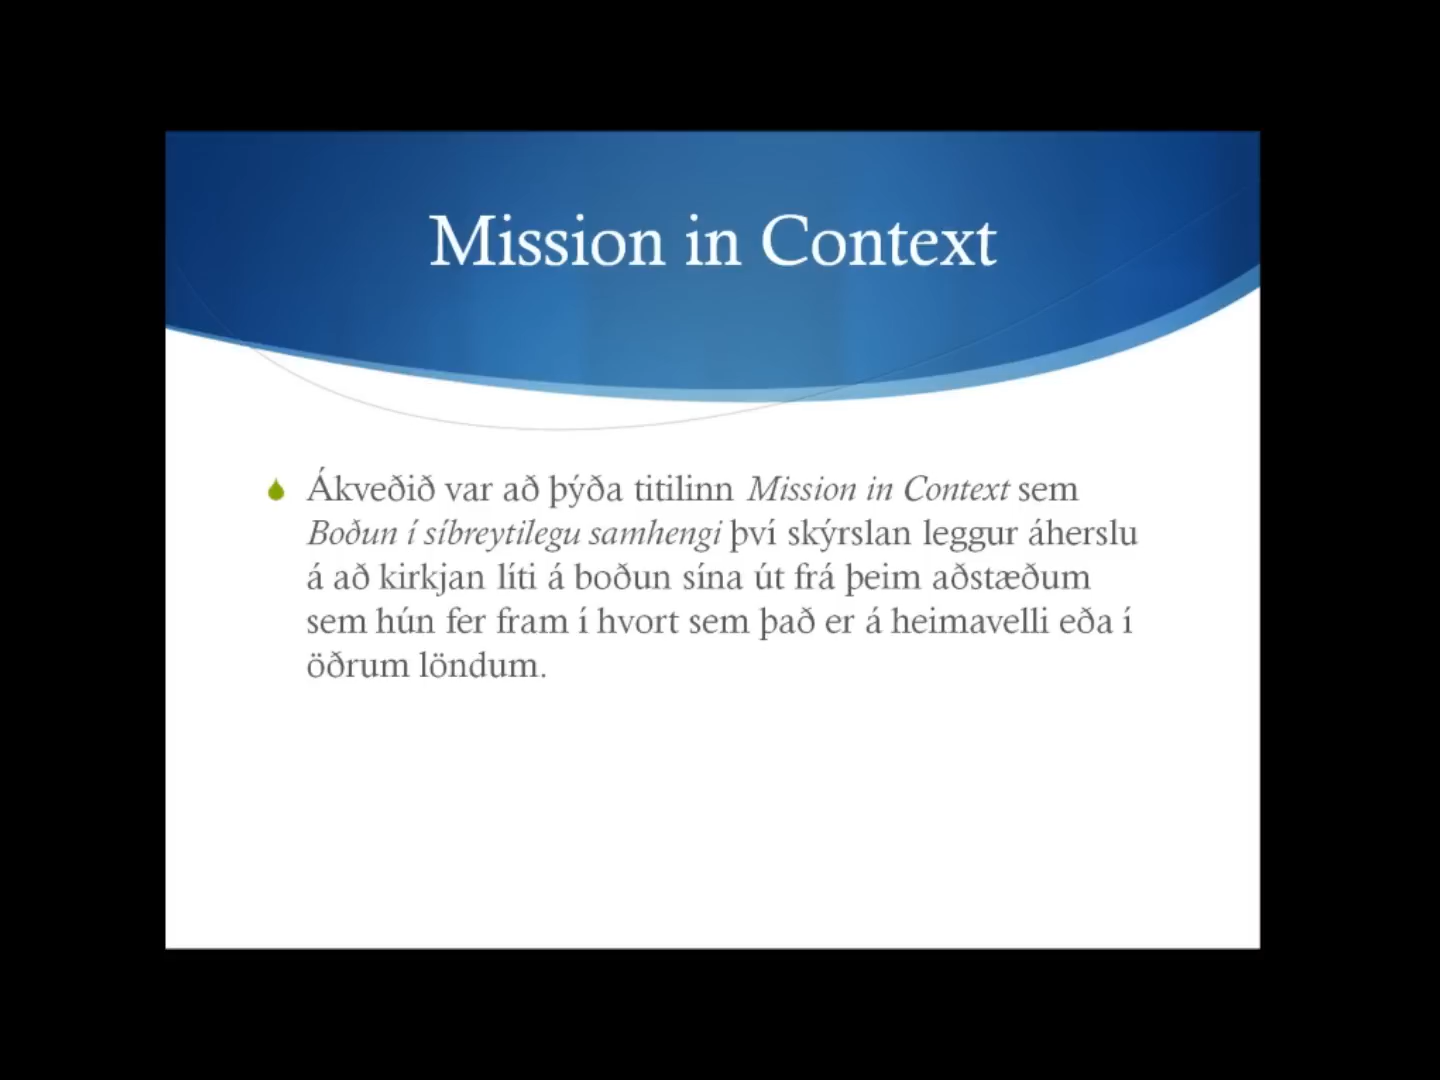 Mission in Context
Ákveðið var að þýða titilinn Mission in Context sem
Boðun í síbreytilegu samhengi því skýrslan leggur áherslu
á að kirkjan líti á boðun sína út frá þeim aðstæðum
sem hún fer fram í hvort sem það er á heimavelli eða í
öðrum löndum.